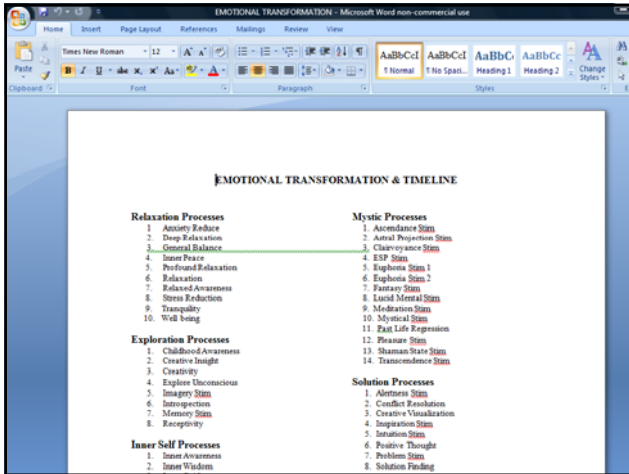 EMOTIONAL TRANSFORMATION - Microsoft Word non-commercial use
Home Insert Page Layout References Mailings Review View
Times New Roman 12
AaBbCcI AaBbCcI AaBbC AaBbCc
Paste
¶ Normal ¶ No Spaci... Heading 1 Heading 2
Change Styles
Clipboard Font Paragraph Styles
EMOTIONAL TRANSFORMATION & TIMELINE
Relaxation Processes
1 Anxiety Reduce
2. Deep Relaxation
3. General Balance
4. Inner Peace
5. Profound Relaxation
6. Relaxation
7. Relaxed Awareness
8. Stress Reduction
9. Tranquility
10. Well being
Exploration Processes
1. Childhood Awareness
2. Creative Insight
3. Creativity
4. Explore Unconscious
5. Imagery Stim
6. Introspection
7. Memory Stim
8. Receptivity
Inner Self Processes
1. Inner Awareness
2. Inner Wisdom
Mystic Processes
1. Ascendance Stim
2. Astral Projection Stim
3. Clairvoyance Stim
4. ESP Stim
5. Euphoria Stim 1
6. Euphoria Stim 2
7. Fantasy Stim
8. Lucid Mental Stim
9. Meditation Stim
10. Mystical Stim
11. Past Life Regression
12. Pleasure Stim
13. Shaman State Stim
14. Transcendence Stim
Solution Processes
1. Alertness Stim
2. Conflict Resolution
3. Creative Visualization
4. Inspiration Stim
5. Intuition Stim
6. Positive Thought
7. Problem Stim
8. Solution Finding